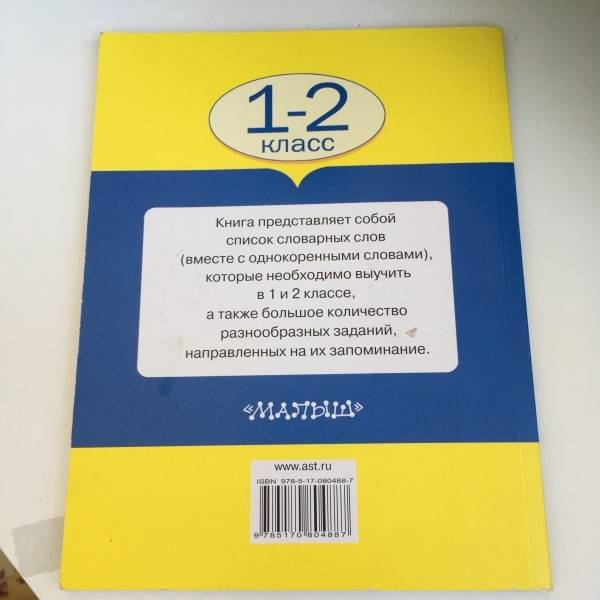 1-2
класс
Книга представляет собой
список словарных слов
(вместе с однокоренными словами),
которые необходимо выучить
в 1 и 2 классе,
а также большое количество
разнообразных заданий,
направленных на их запоминание.
«МАЛЫШ»
www.ast.ru
ISBN 978-5-17-080488-7
9 785170 804887